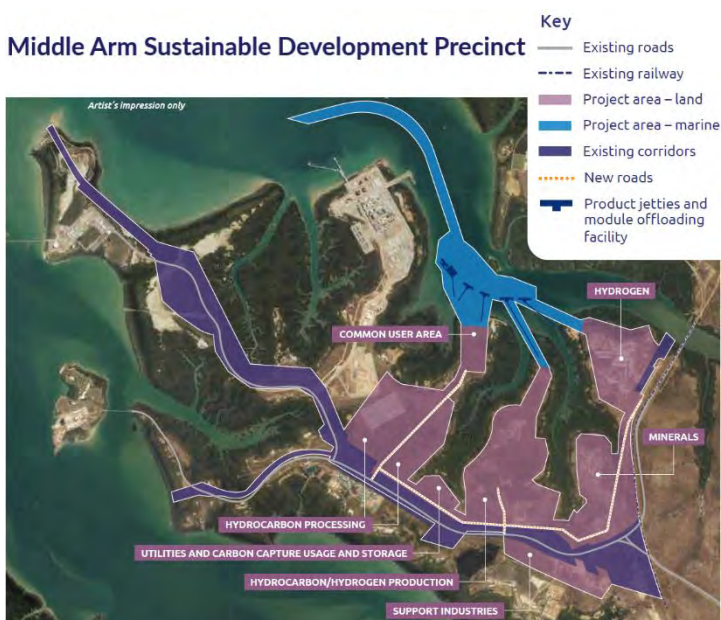 Middle Arm Sustainable Development Precinct
Key
Existing roads
Existing railway
Project area – land
Project area – marine
Existing corridors
New roads
Product jetties and
module offloading
facility
Artist's impression only
HYDROGEN
COMMON USER AREA
MINERALS
HYDROCARBON PROCESSING
UTILITIES AND CARBON CAPTURE USAGE AND STORAGE
HYDROCARBON/HYDROGEN PRODUCTION
SUPPORT INDUSTRIES